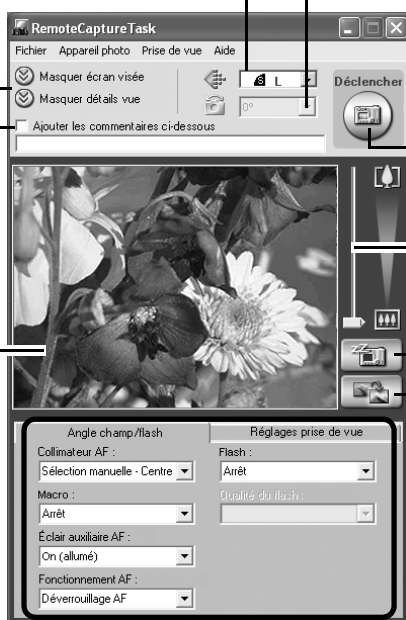 RemoteCaptureTask
Fichier Appareil photo Prise de vue Aide
Masquer écran visée
L
Déclencher
Masquer détails vue
0°
Ajouter les commentaires ci-dessous
Angle champ/flash
Réglages prise de vue
Collimateur AF :
Flash :
Sélection manuelle - Centre
Arrêt
Macro :
Qualité du flash :
Arrêt
Éclair auxiliaire AF :
On (allumé)
Fonctionnement AF :
Déverrouillage AF